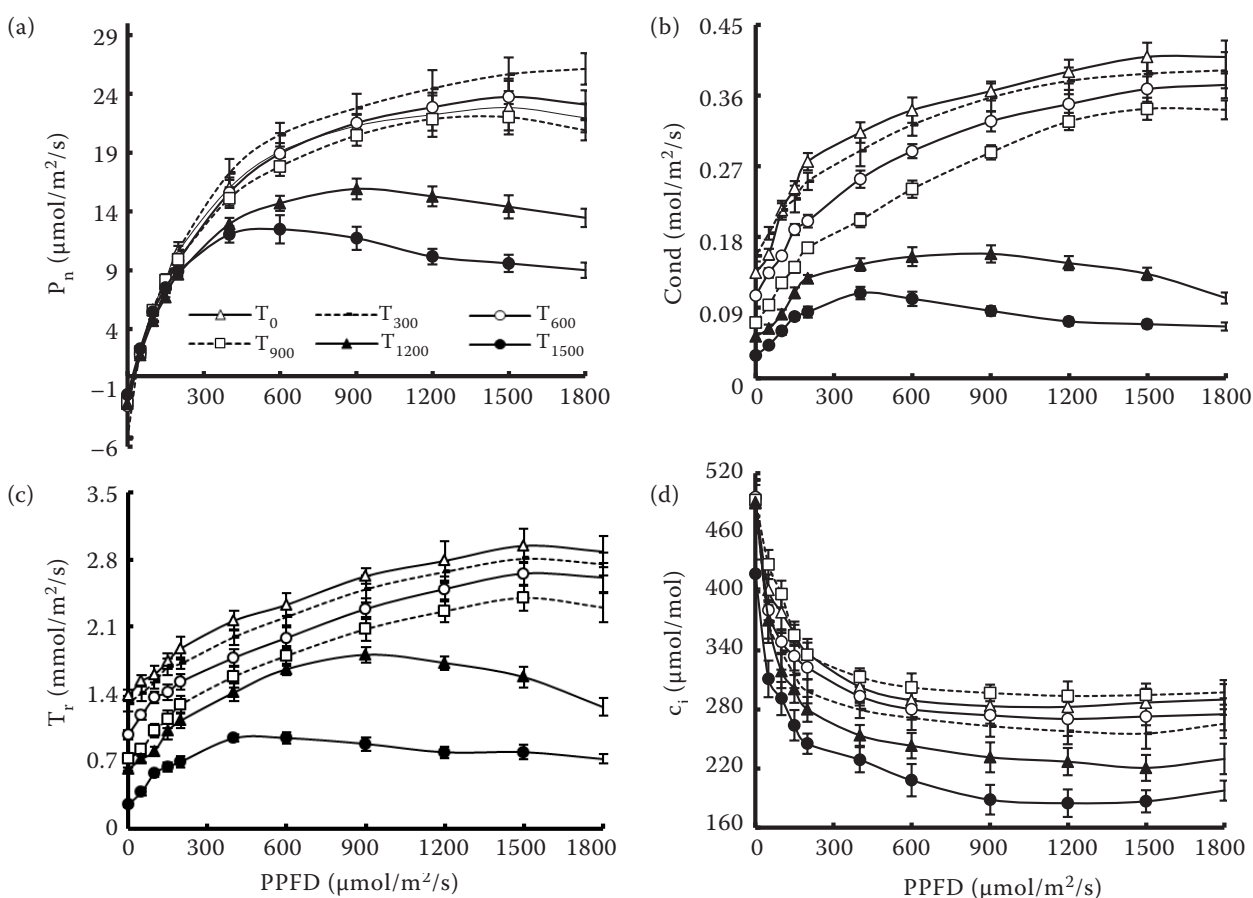 (a)
P_n (μmol/m²/s)
29
24
19
14
9
4
−1
−6
300 600 900 1200 1500 1800
T_0 T_300 T_600
T_900 T_1200 T_1500
(b)
Cond (mol/m²/s)
0.45
0.36
0.27
0.18
0.09
0
0 300 600 900 1200 1500 1800
(c)
T_r (mmol/m²/s)
3.5
2.8
2.1
1.4
0.7
0
0 300 600 900 1200 1500 1800
PPFD (μmol/m²/s)
(d)
c_i (μmol/mol)
520
460
400
340
280
220
160
0 300 600 900 1200 1500 1800
PPFD (μmol/m²/s)